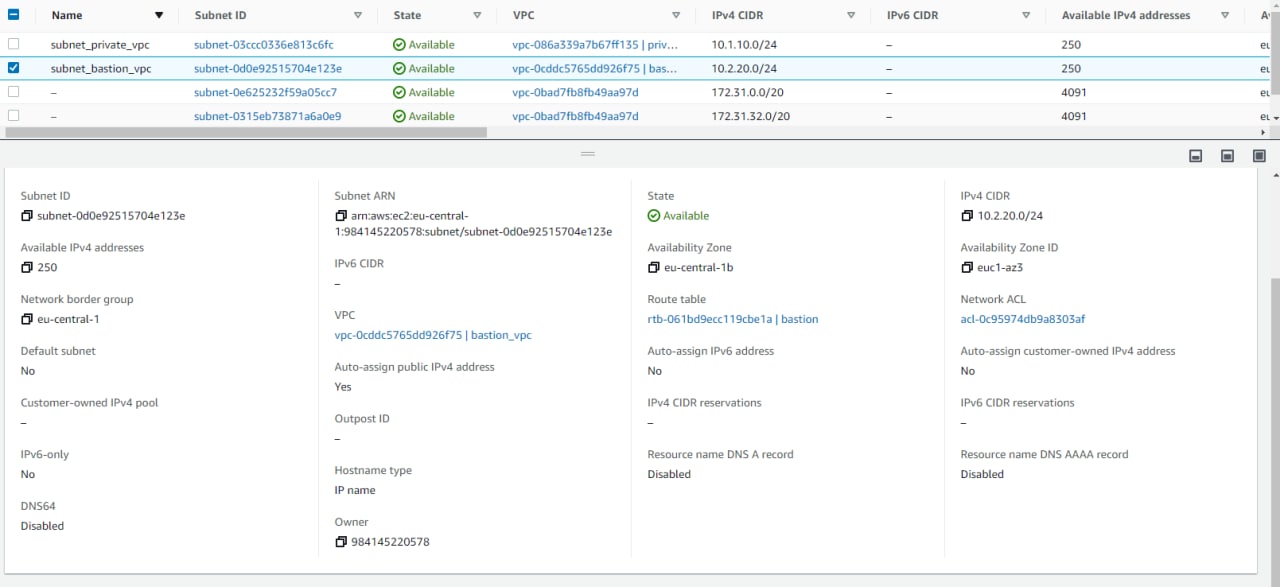 Name Subnet ID State VPC IPv4 CIDR IPv6 CIDR Available IPv4 addresses
subnet_private_vpc subnet-03ccc0336e813c6fc Available vpc-086a339a7b67ff135 | priv... 10.1.10.0/24 – 250
subnet_bastion_vpc subnet-0d0e92515704e123e Available vpc-0cddc5765dd926f75 | bas... 10.2.20.0/24 – 250
– subnet-0e625232f59a05cc7 Available vpc-0bad7fb8fb49aa97d 172.31.0.0/20 – 4091
– subnet-0315eb73871a6a0e9 Available vpc-0bad7fb8fb49aa97d 172.31.32.0/20 – 4091
Subnet ID
subnet-0d0e92515704e123e
Available IPv4 addresses
250
Network border group
eu-central-1
Default subnet
No
Customer-owned IPv4 pool
–
IPv6-only
No
DNS64
Disabled
Subnet ARN
arn:aws:ec2:eu-central-
1:984145220578:subnet/subnet-0d0e92515704e123e
IPv6 CIDR
–
VPC
vpc-0cddc5765dd926f75 | bastion_vpc
Auto-assign public IPv4 address
Yes
Outpost ID
–
Hostname type
IP name
Owner
984145220578
State
Available
Availability Zone
eu-central-1b
Route table
rtb-061bd9ecc119cbe1a | bastion
Auto-assign IPv6 address
No
IPv4 CIDR reservations
–
Resource name DNS A record
Disabled
IPv4 CIDR
10.2.20.0/24
Availability Zone ID
euc1-az3
Network ACL
acl-0c95974db9a8303af
Auto-assign customer-owned IPv4 address
No
IPv6 CIDR reservations
–
Resource name DNS AAAA record
Disabled